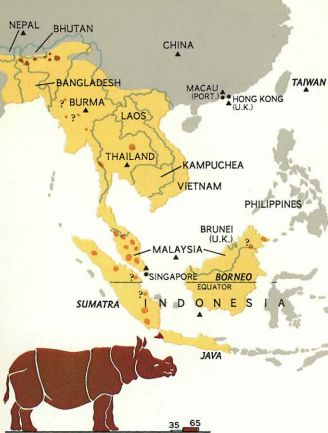 NEPAL
BHUTAN
CHINA
BANGLADESH
MACAU
(PORT.)
HONG KONG
(U.K.)
TAIWAN
?
BURMA
?
LAOS
THAILAND
KAMPUCHEA
VIETNAM
PHILIPPINES
BRUNEI
(U.K.)
?
MALAYSIA
?
SINGAPORE
BORNEO
EQUATOR
?
SUMATRA
INDONESIA
JAVA
35 65